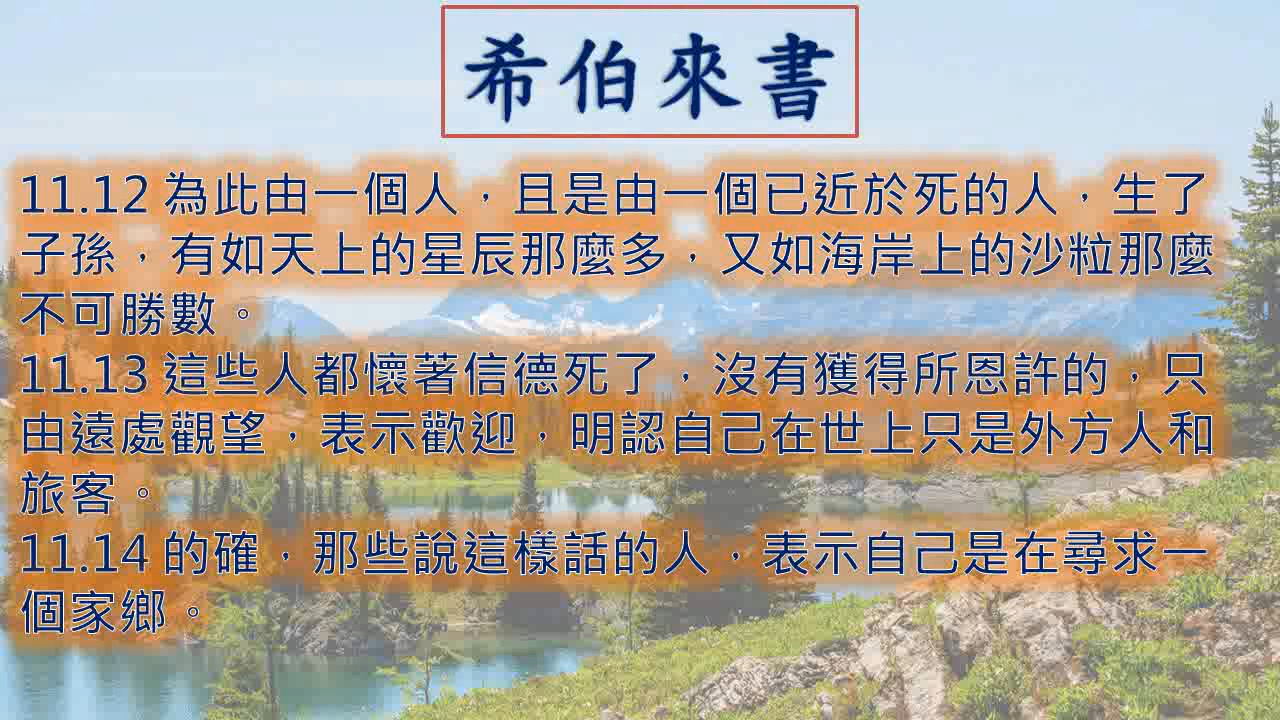 希伯來書
11.12 為此由一個人，且是由一個已近於死的人，生了
子孫，有如天上的星辰那麼多，又如海岸上的沙粒那麼
不可勝數。
11.13 這些人都懷著信德死了，沒有獲得所恩許的，只
由遠處觀望，表示歡迎，明認自己在世上只是外方人和
旅客。
11.14 的確，那些說這樣話的人，表示自己是在尋求一
個家鄉。